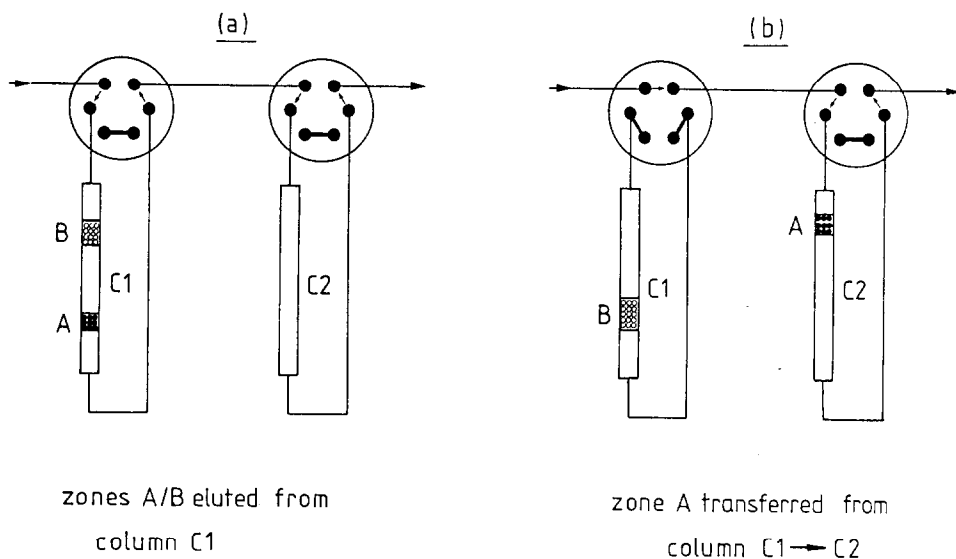 (a)
B
C1
A
C2
zones A/B eluted from
column C1
(b)
B
C1
A
C2
zone A transferred from
column C1 → C2